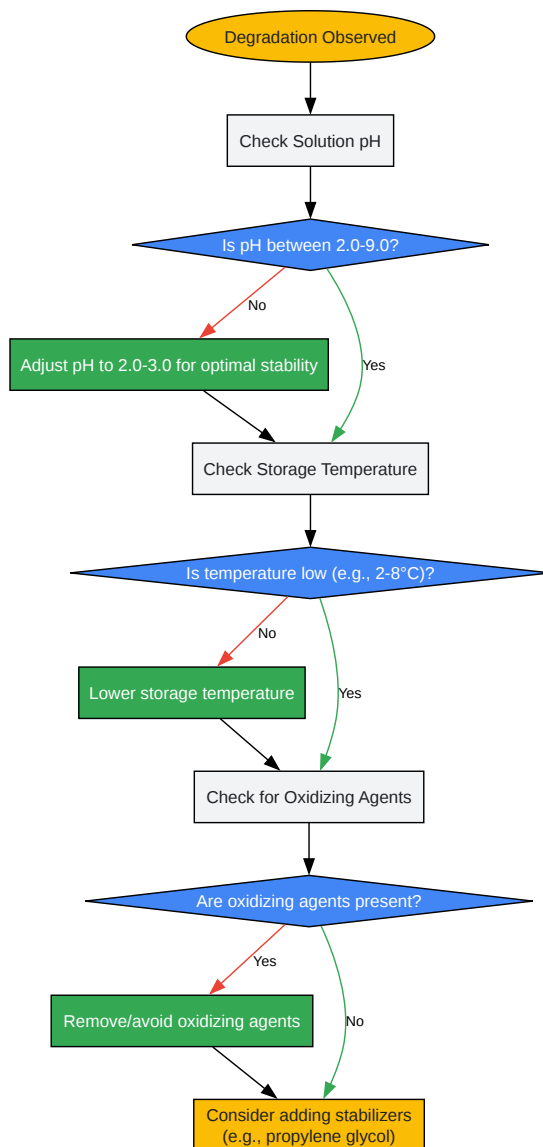 Degradation Observed
Check Solution pH
Is pH between 2.0-9.0?
No
Adjust pH to 2.0-3.0 for optimal stability
Yes
Check Storage Temperature
Is temperature low (e.g., 2-8°C)?
No
Lower storage temperature
Yes
Check for Oxidizing Agents
Are oxidizing agents present?
Yes
Remove/avoid oxidizing agents
No
Consider adding stabilizers
(e.g., propylene glycol)